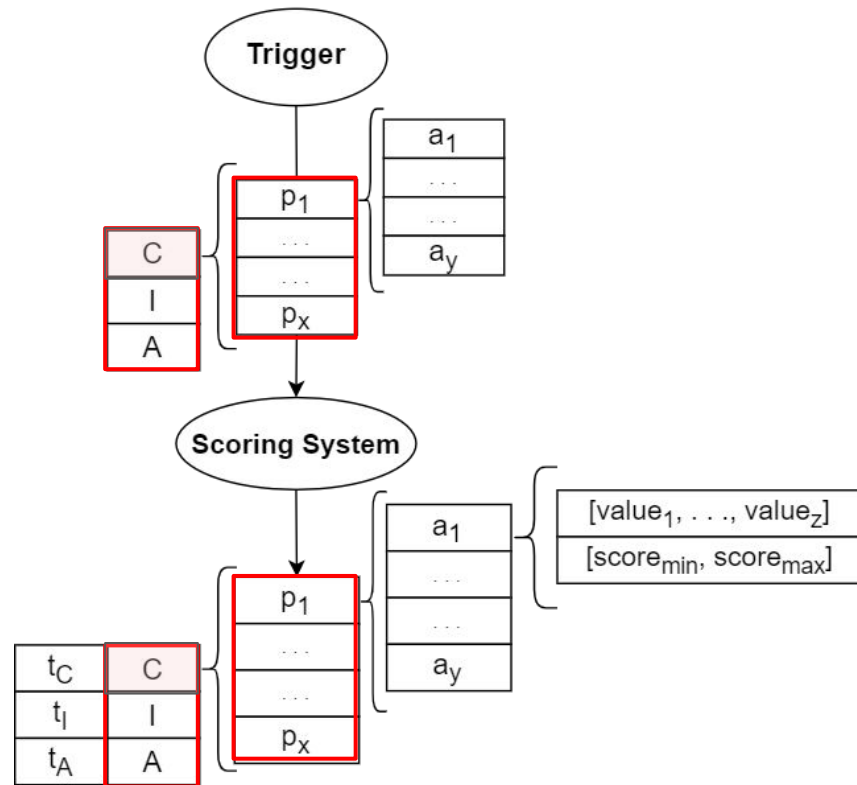 Trigger
p1
. . .
. . .
px
a1
. . .
. . .
ay
C
I
A
Scoring System
p1
. . .
. . .
px
a1
. . .
. . .
ay
[value1, . . ., valuez]
[scoremin, scoremax]
tC C
tI I
tA A